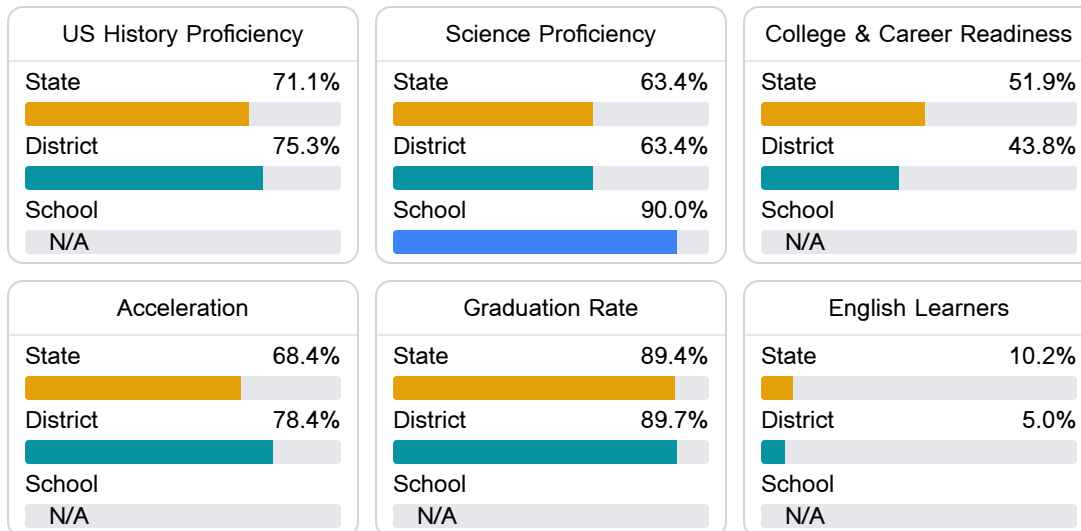 US History Proficiency
State 71.1%
District 75.3%
School
N/A
Science Proficiency
State 63.4%
District 63.4%
School 90.0%
College & Career Readiness
State 51.9%
District 43.8%
School
N/A
Acceleration
State 68.4%
District 78.4%
School
N/A
Graduation Rate
State 89.4%
District 89.7%
School
N/A
English Learners
State 10.2%
District 5.0%
School
N/A